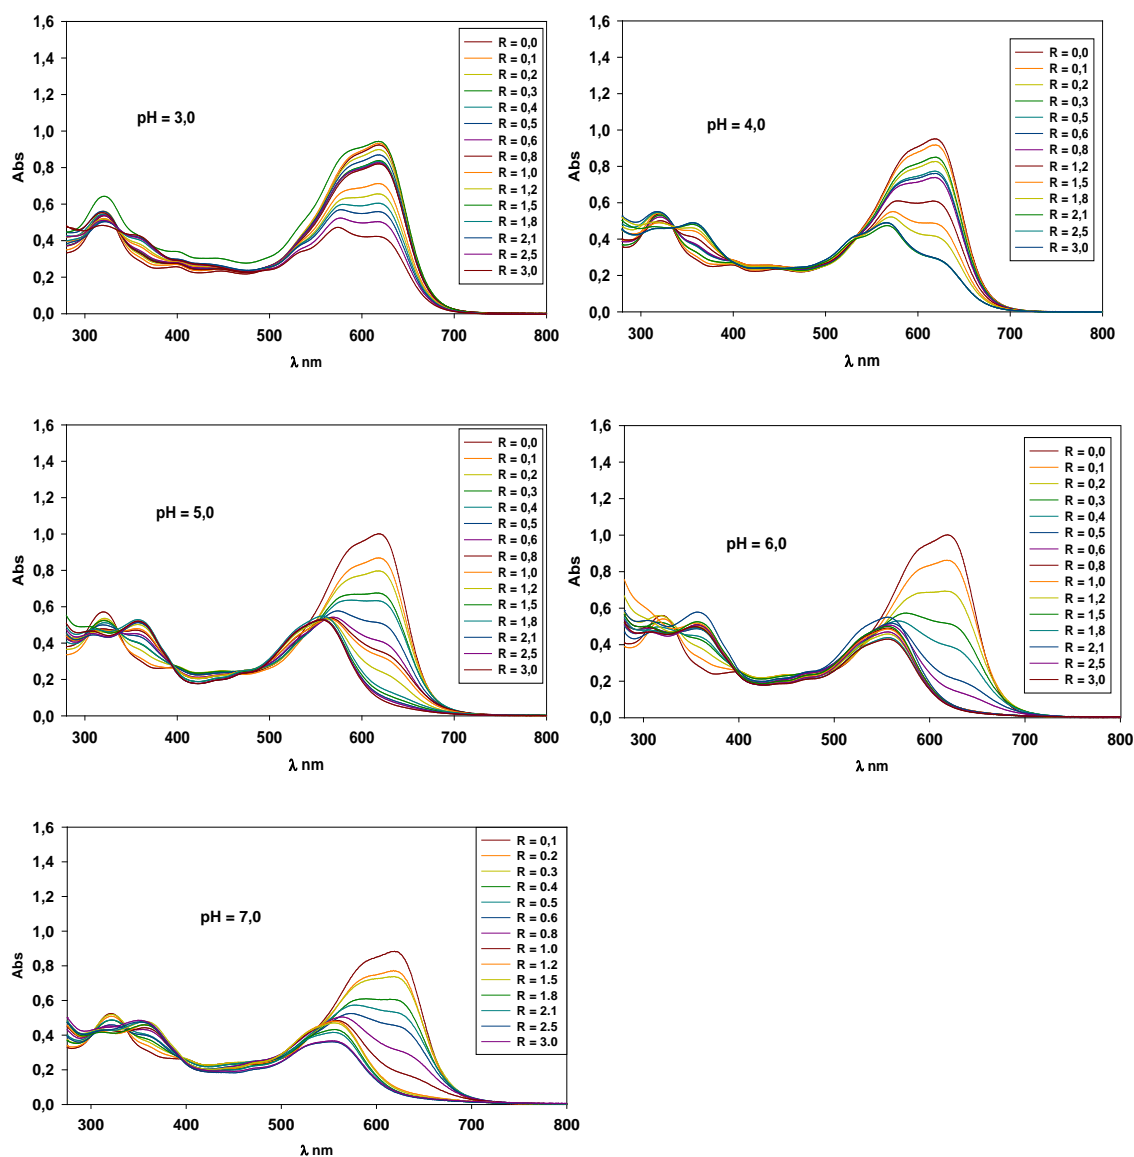 1,6
1,4
1,2
1,0
0,8
0,6
0,4
0,2
0,0
Abs
pH = 3,0
R = 0,0
R = 0,1
R = 0,2
R = 0,3
R = 0,4
R = 0,5
R = 0,6
R = 0,8
R = 1,0
R = 1,2
R = 1,5
R = 1,8
R = 2,1
R = 2,5
R = 3,0
300 400 500 600 700 800
λ nm
1,6
1,4
1,2
1,0
0,8
0,6
0,4
0,2
0,0
Abs
pH = 4,0
R = 0,0
R = 0,1
R = 0,2
R = 0,3
R = 0,5
R = 0,6
R = 0,8
R = 1,2
R = 1,5
R = 1,8
R = 2,1
R = 2,5
R = 3,0
300 400 500 600 700 800
λ nm
1,6
1,4
1,2
1,0
0,8
0,6
0,4
0,2
0,0
Abs
pH = 5,0
R = 0,0
R = 0,1
R = 0,2
R = 0,3
R = 0,4
R = 0,5
R = 0,6
R = 0,8
R = 1,0
R = 1,2
R = 1,5
R = 1,8
R = 2,1
R = 2,5
R = 3,0
300 400 500 600 700 800
λ nm
1,6
1,4
1,2
1,0
0,8
0,6
0,4
0,2
0,0
Abs
pH = 6,0
R = 0,0
R = 0,1
R = 0,2
R = 0,3
R = 0,4
R = 0,5
R = 0,6
R = 0,8
R = 1,0
R = 1,2
R = 1,5
R = 1,8
R = 2,1
R = 2,5
R = 3,0
300 400 500 600 700 800
λ nm
1,6
1,4
1,2
1,0
0,8
0,6
0,4
0,2
0,0
Abs
pH = 7,0
R = 0,1
R = 0.2
R = 0.3
R = 0.4
R = 0.5
R = 0.6
R = 0.8
R = 1.0
R = 1.2
R = 1.5
R = 1.8
R = 2.1
R = 2.5
R = 3.0
300 400 500 600 700 800
λ nm